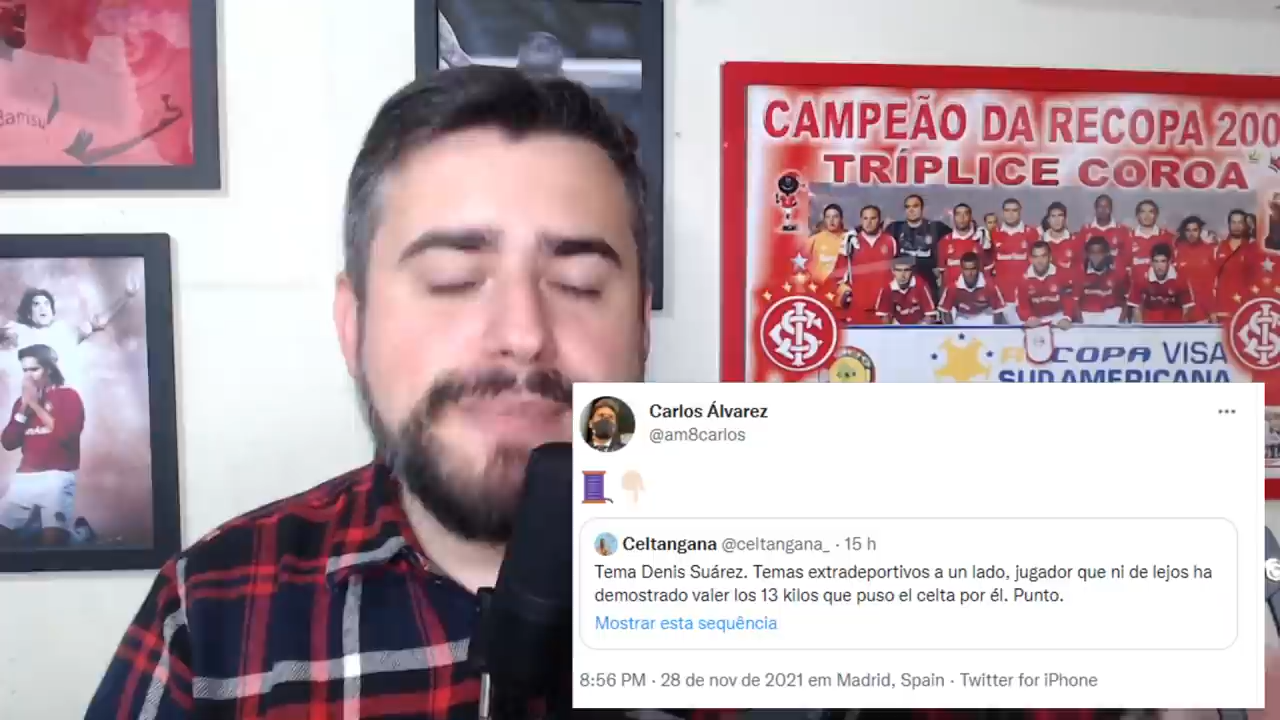 CAMPEÃO DA RECOPA 200
TRÍPLICE COROA
RECOPA VISA
SUDAMERICANA
Carlos Álvarez
@am8carlos
Celtangana @celtangana_ · 15 h
Tema Denis Suárez. Temas extradeportivos a un lado, jugador que ni de lejos ha
demostrado valer los 13 kilos que puso el celta por él. Punto.
Mostrar esta sequência
8:56 PM · 28 de nov de 2021 em Madrid, Spain · Twitter for iPhone